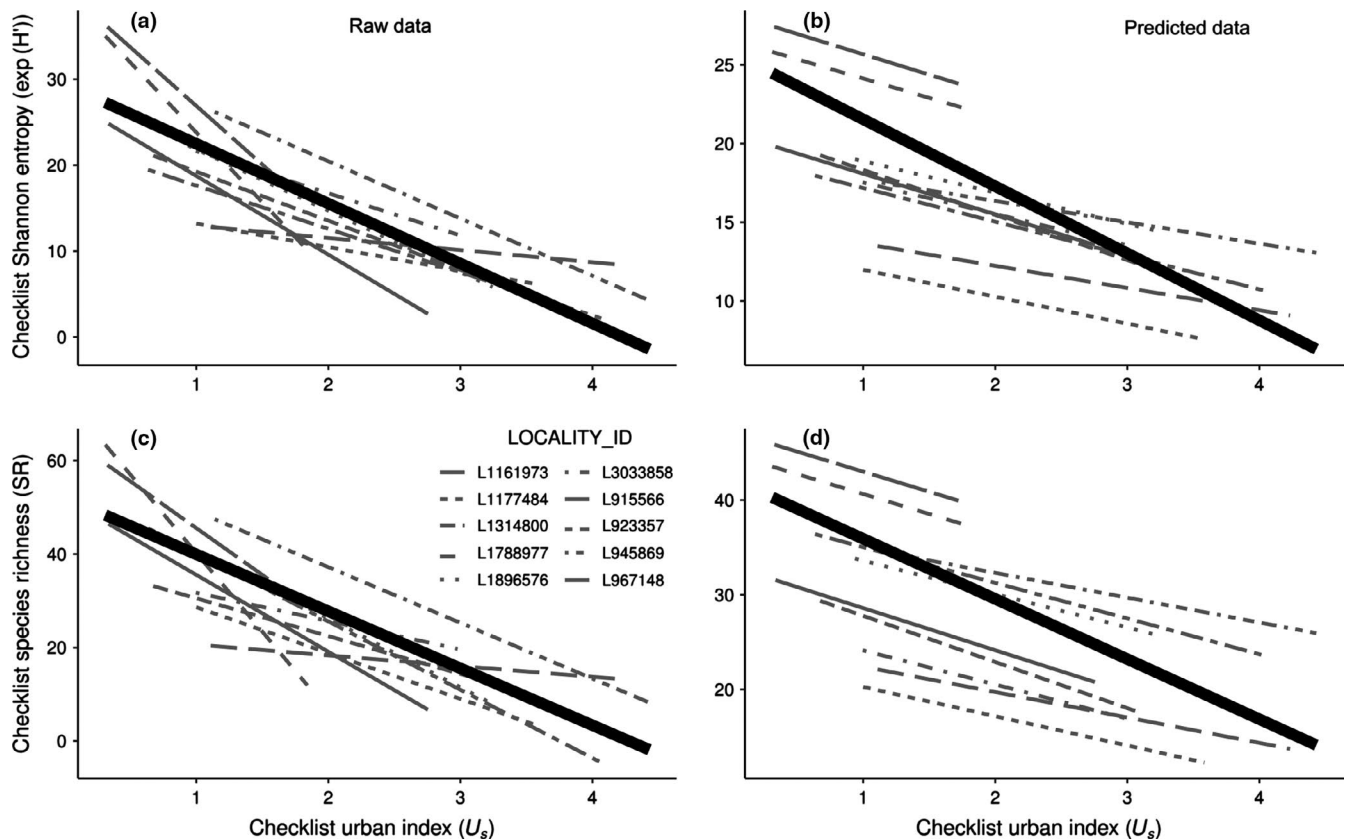 (a)
Raw data
(b)
Predicted data
Checklist Shannon entropy (exp (H'))
30
20
10
0
25
20
15
10
1 2 3 4
1 2 3 4
(c)
LOCALITY_ID
(d)
L1161973 L3033858
L1177484 L915566
L1314800 L923357
L1788977 L945869
L1896576 L967148
Checklist species richness (SR)
60
40
20
0
40
30
20
1 2 3 4
1 2 3 4
Checklist urban index (Us)
Checklist urban index (Us)